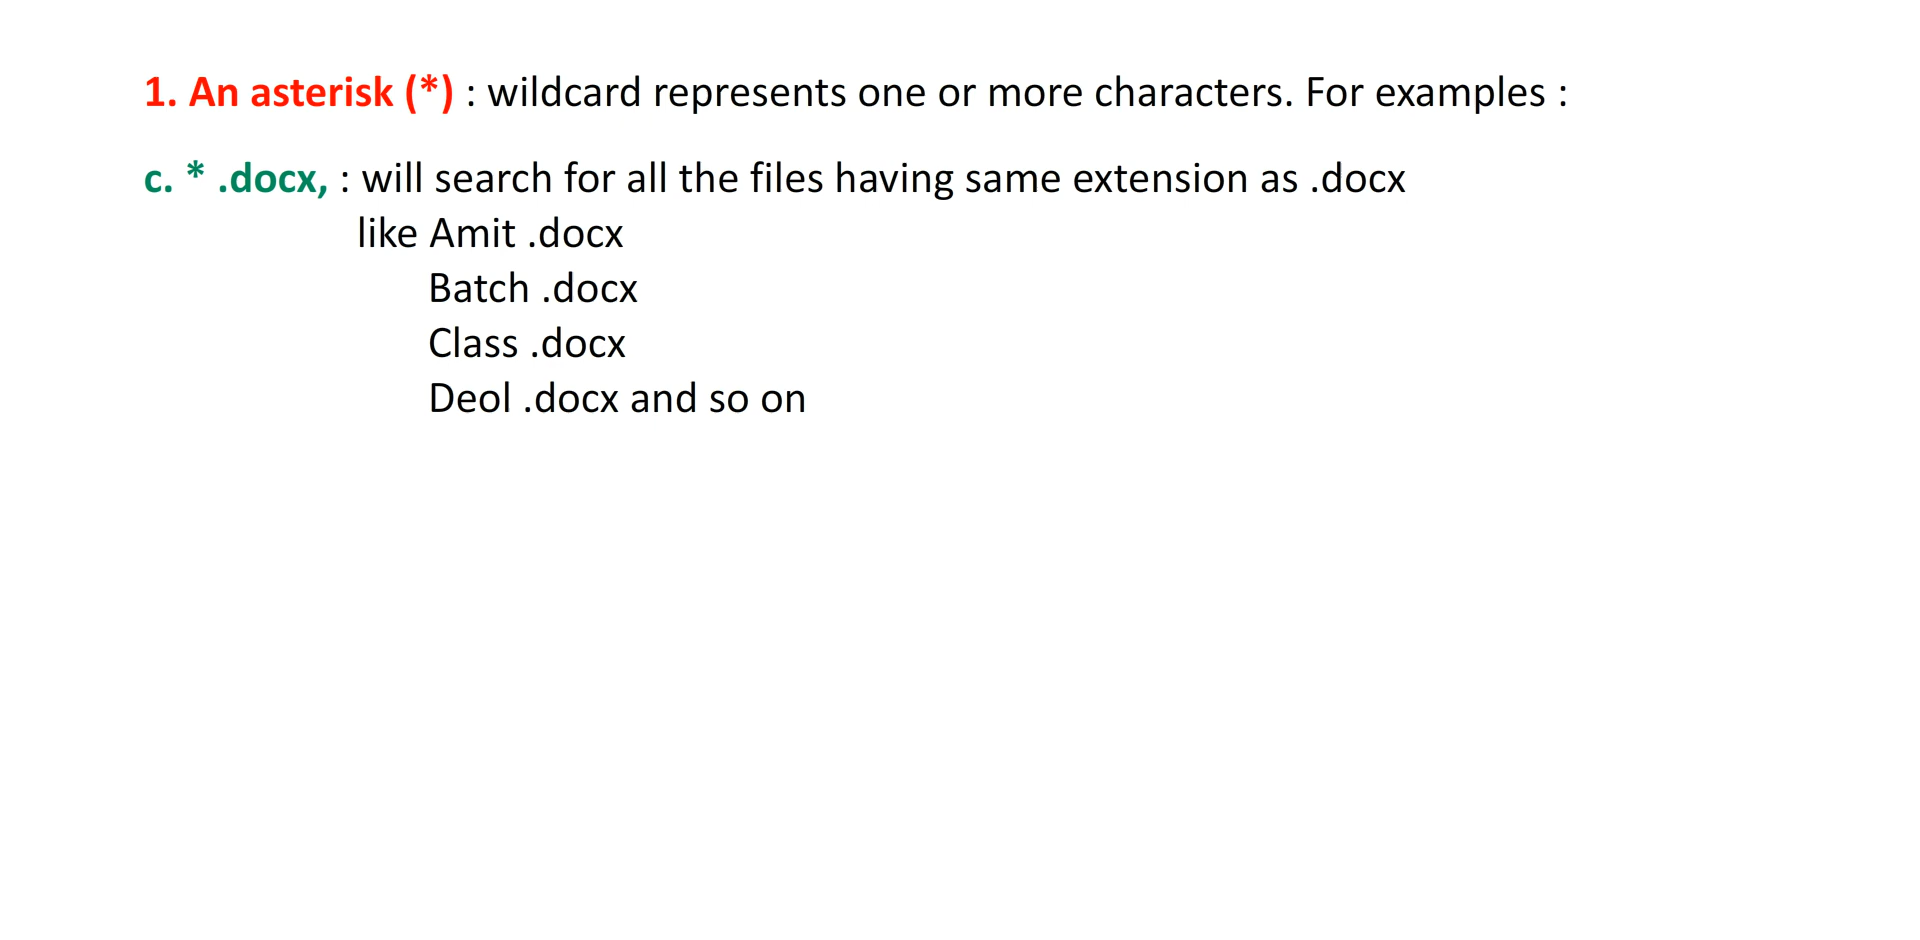 1. An asterisk (*) : wildcard represents one or more characters. For examples :
c. * .docx, : will search for all the files having same extension as .docx
like Amit .docx
Batch .docx
Class .docx
Deol .docx and so on